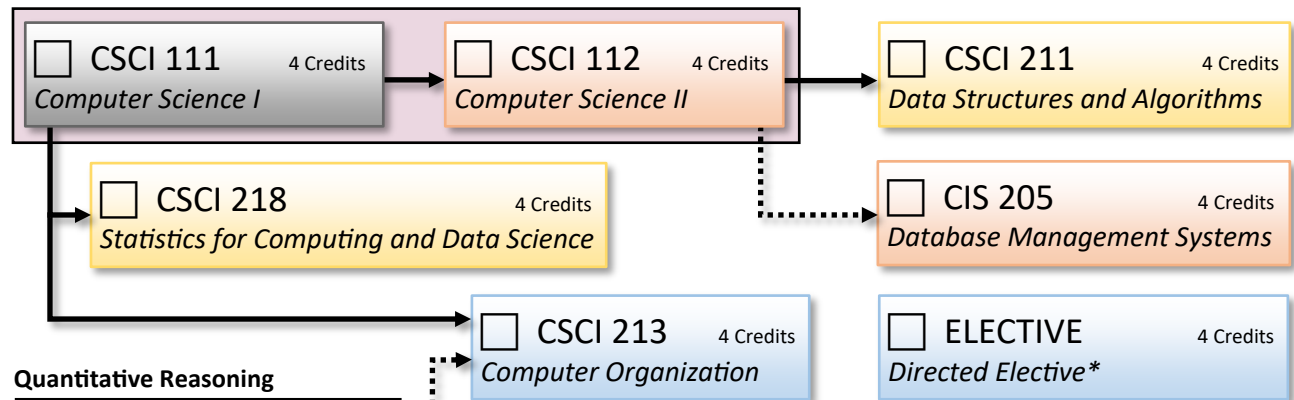 CSCI 111 4 Credits
Computer Science I
CSCI 112 4 Credits
Computer Science II
CSCI 211 4 Credits
Data Structures and Algorithms
CSCI 218 4 Credits
Statistics for Computing and Data Science
CIS 205 4 Credits
Database Management Systems
CSCI 213 4 Credits
Computer Organization
ELECTIVE 4 Credits
Directed Elective*
Quantitative Reasoning